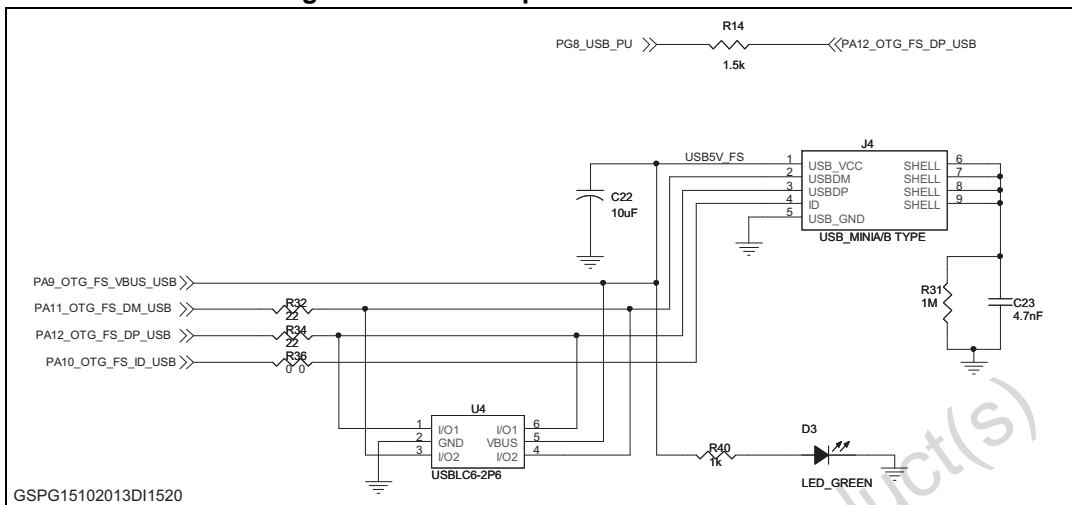 R14
PG8_USB_PU
PA12_OTG_FS_DP_USB
1.5k
J4
USB5V_FS
1 USB_VCC SHELL 6
2 USBDM SHELL 7
3 USBDP SHELL 8
4 ID SHELL 9
5 USB_GND
USB_MINIA/B TYPE
C22
10uF
PA9_OTG_FS_VBUS_USB
R31
1M
C23
4.7nF
PA11_OTG_FS_DM_USB
R32
22
PA12_OTG_FS_DP_USB
R34
22
PA10_OTG_FS_ID_USB
R36
0 0
U4
1 I/O1 I/O1 6
2 GND VBUS 5
3 I/O2 I/O2 4
USBLC6-2P6
R40
1k
D3
LED_GREEN
GSPG15102013DI1520